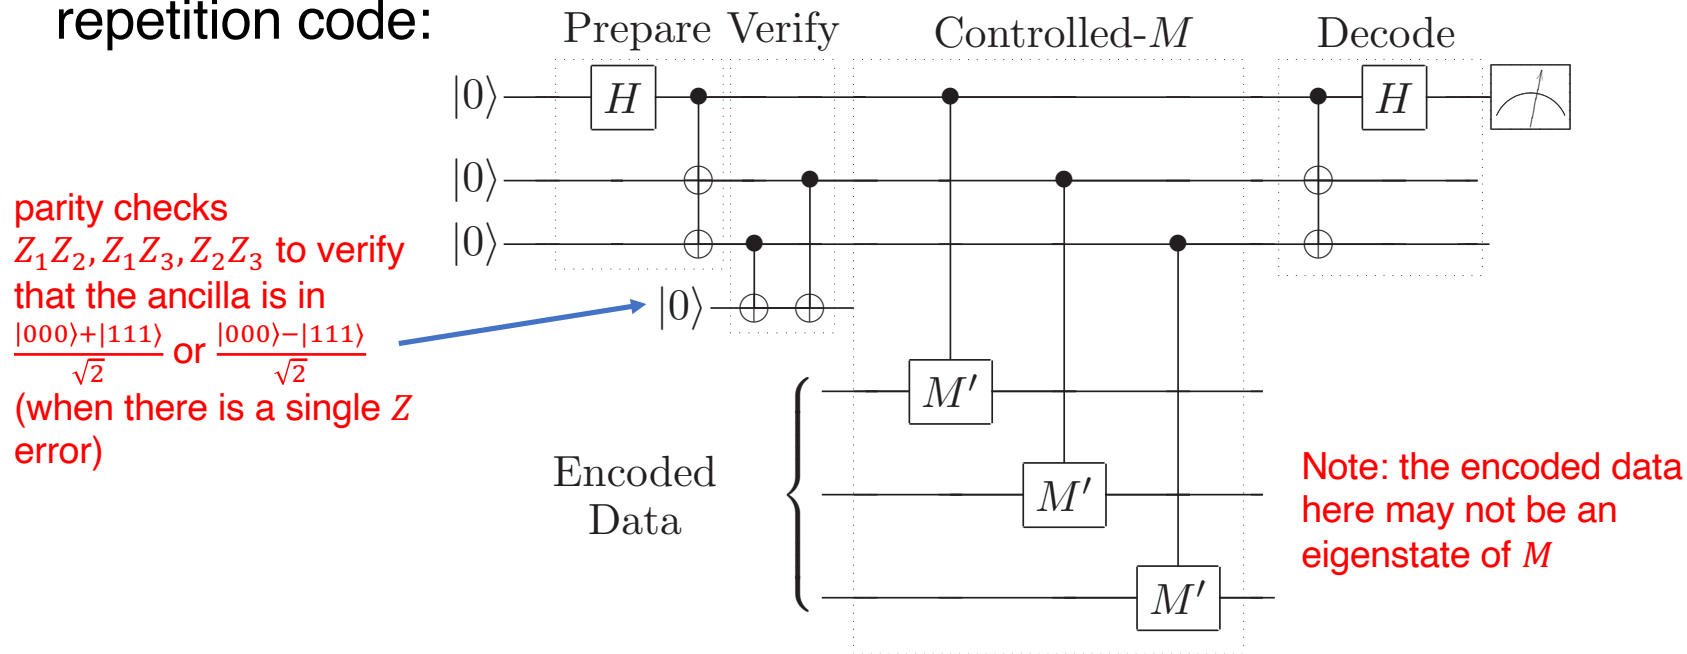 repetition code:
Prepare Verify Controlled-M Decode
|0⟩ H H
|0⟩
|0⟩
|0⟩
parity checks
Z₁Z₂, Z₁Z₃, Z₂Z₃ to verify
that the ancilla is in
|000⟩+|111⟩/√2 or |000⟩−|111⟩/√2
(when there is a single Z
error)
Encoded
Data
M′
M′
M′
Note: the encoded data
here may not be an
eigenstate of M